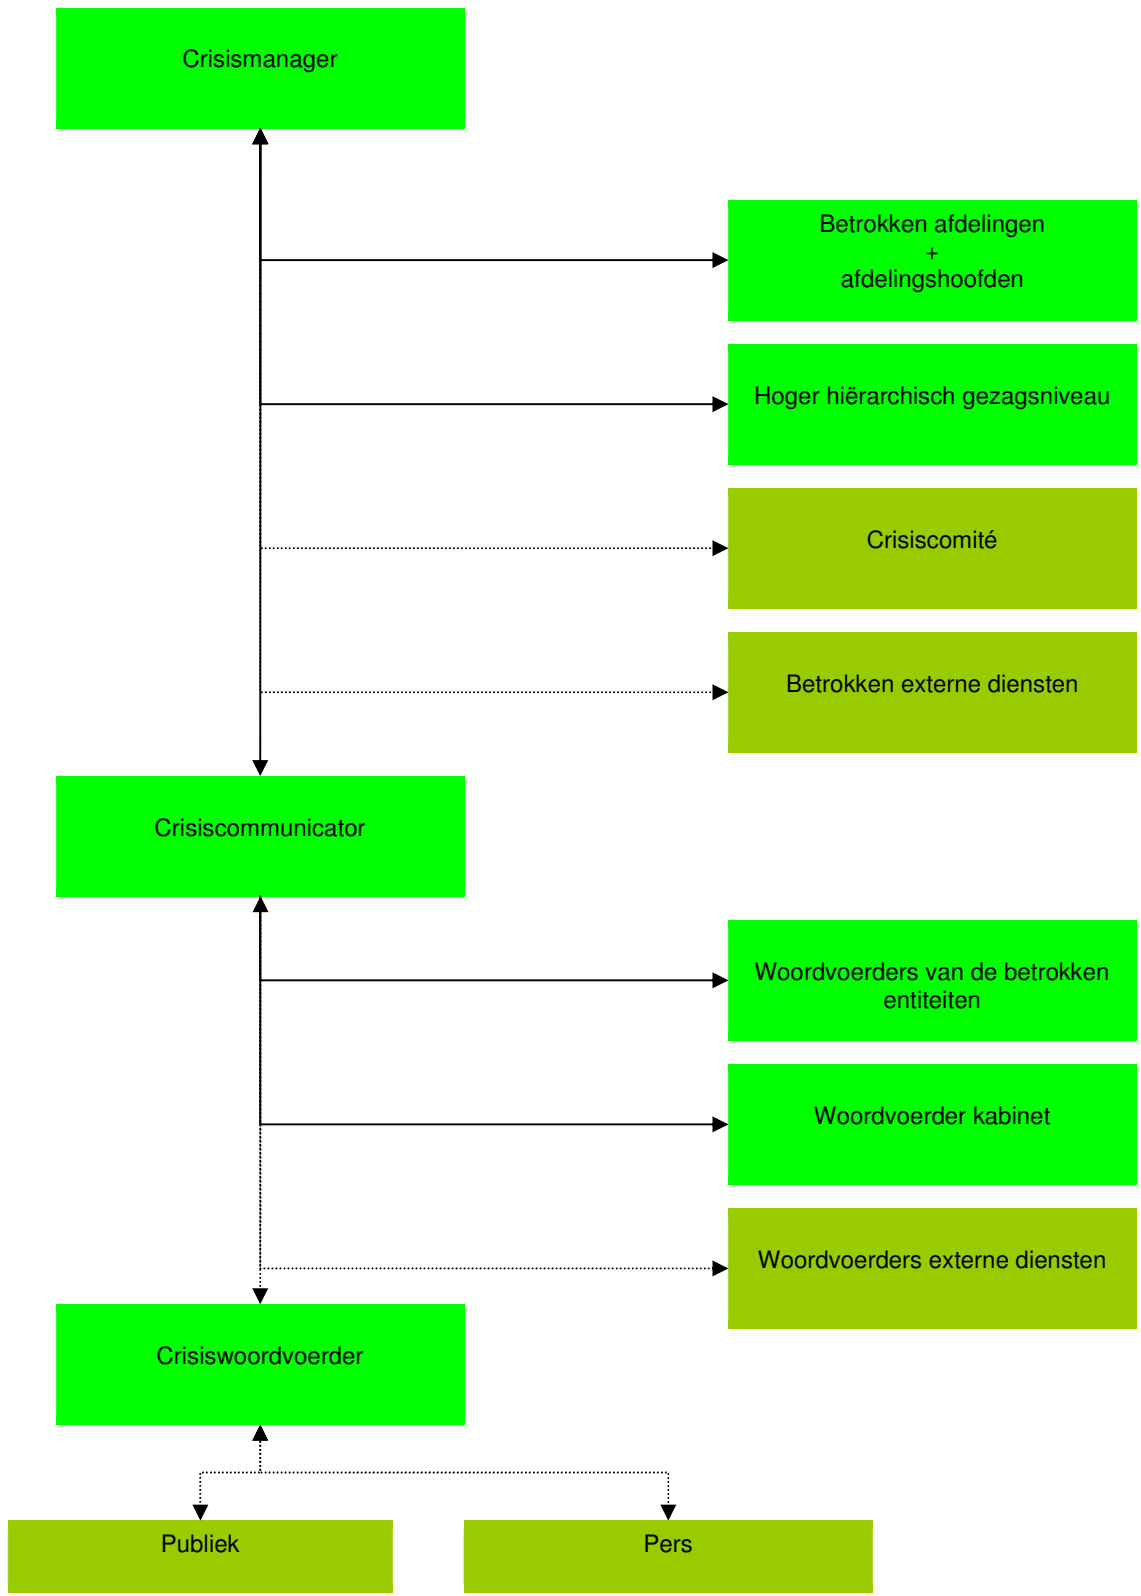 Crisismanager
Betrokken afdelingen
+
afdelingshoofden
Hoger hiërarchisch gezagsniveau
Crisiscomité
Betrokken externe diensten
Crisiscommunicator
Woordvoerders van de betrokken
entiteiten
Woordvoerder kabinet
Woordvoerders externe diensten
Crisiswoordvoerder
Publiek
Pers